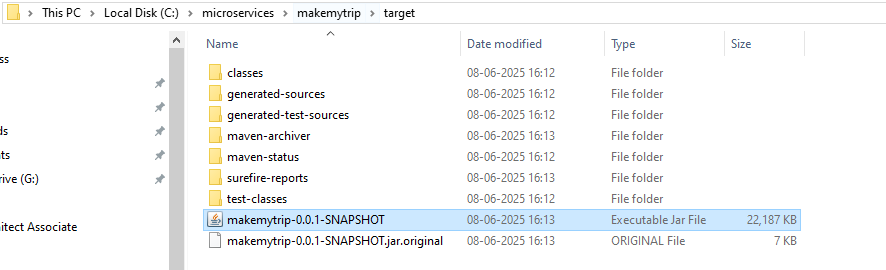 This PC > Local Disk (C:) > microservices > makemytrip > target
Name Date modified Type Size
ss
classes 08-06-2025 16:12 File folder
generated-sources 08-06-2025 16:12 File folder
generated-test-sources 08-06-2025 16:12 File folder
ds maven-archiver 08-06-2025 16:13 File folder
nts maven-status 08-06-2025 16:12 File folder
rive (G:) surefire-reports 08-06-2025 16:13 File folder
test-classes 08-06-2025 16:12 File folder
itect Associate makemytrip-0.0.1-SNAPSHOT 08-06-2025 16:13 Executable Jar File 22,187 KB
makemytrip-0.0.1-SNAPSHOT.jar.original 08-06-2025 16:13 ORIGINAL File 7 KB